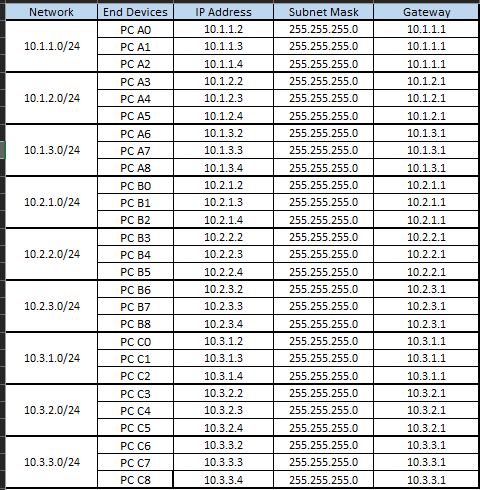 Network End Devices IP Address Subnet Mask Gateway
10.1.1.0/24 PC A0 10.1.1.2 255.255.255.0 10.1.1.1
PC A1 10.1.1.3 255.255.255.0 10.1.1.1
PC A2 10.1.1.4 255.255.255.0 10.1.1.1
10.1.2.0/24 PC A3 10.1.2.2 255.255.255.0 10.1.2.1
PC A4 10.1.2.3 255.255.255.0 10.1.2.1
PC A5 10.1.2.4 255.255.255.0 10.1.2.1
10.1.3.0/24 PC A6 10.1.3.2 255.255.255.0 10.1.3.1
PC A7 10.1.3.3 255.255.255.0 10.1.3.1
PC A8 10.1.3.4 255.255.255.0 10.1.3.1
10.2.1.0/24 PC B0 10.2.1.2 255.255.255.0 10.2.1.1
PC B1 10.2.1.3 255.255.255.0 10.2.1.1
PC B2 10.2.1.4 255.255.255.0 10.2.1.1
10.2.2.0/24 PC B3 10.2.2.2 255.255.255.0 10.2.2.1
PC B4 10.2.2.3 255.255.255.0 10.2.2.1
PC B5 10.2.2.4 255.255.255.0 10.2.2.1
10.2.3.0/24 PC B6 10.2.3.2 255.255.255.0 10.2.3.1
PC B7 10.2.3.3 255.255.255.0 10.2.3.1
PC B8 10.2.3.4 255.255.255.0 10.2.3.1
10.3.1.0/24 PC C0 10.3.1.2 255.255.255.0 10.3.1.1
PC C1 10.3.1.3 255.255.255.0 10.3.1.1
PC C2 10.3.1.4 255.255.255.0 10.3.1.1
10.3.2.0/24 PC C3 10.3.2.2 255.255.255.0 10.3.2.1
PC C4 10.3.2.3 255.255.255.0 10.3.2.1
PC C5 10.3.2.4 255.255.255.0 10.3.2.1
10.3.3.0/24 PC C6 10.3.3.2 255.255.255.0 10.3.3.1
PC C7 10.3.3.3 255.255.255.0 10.3.3.1
PC C8 10.3.3.4 255.255.255.0 10.3.3.1